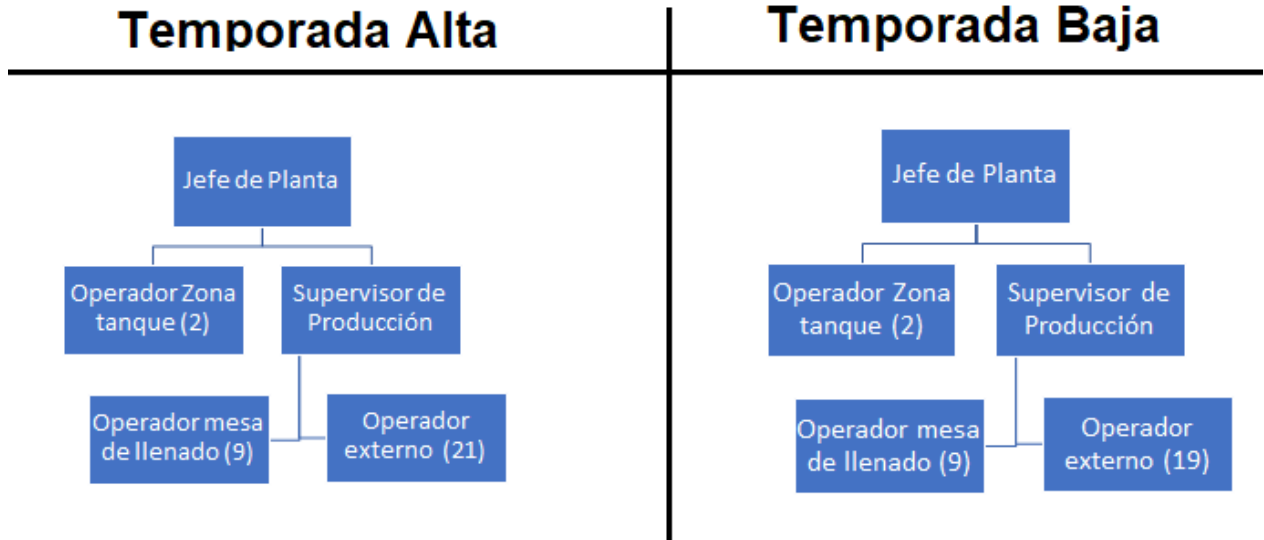 Temporada Alta
Temporada Baja
Jefe de Planta
Operador Zona
tanque (2)
Supervisor de
Producción
Operador mesa
de llenado (9)
Operador
externo (21)
Jefe de Planta
Operador Zona
tanque (2)
Supervisor de
Producción
Operador mesa
de llenado (9)
Operador
externo (19)